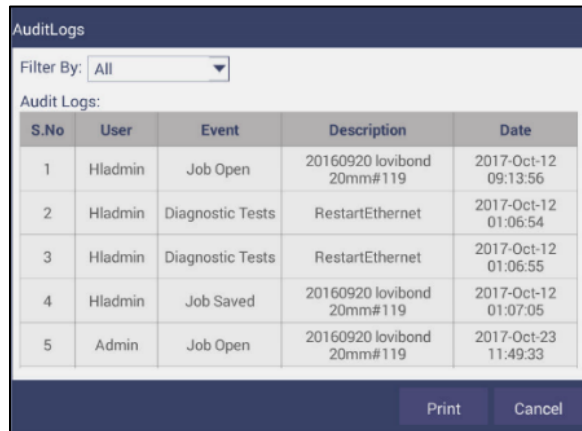 AuditLogs
Filter By: All
Audit Logs:
S.No User Event Description Date
1 Hladmin Job Open 20160920 lovibond 20mm#119 2017-Oct-12 09:13:56
2 Hladmin Diagnostic Tests RestartEthernet 2017-Oct-12 01:06:54
3 Hladmin Diagnostic Tests RestartEthernet 2017-Oct-12 01:06:55
4 Hladmin Job Saved 20160920 lovibond 20mm#119 2017-Oct-12 01:07:05
5 Admin Job Open 20160920 lovibond 20mm#119 2017-Oct-23 11:49:33
Print Cancel